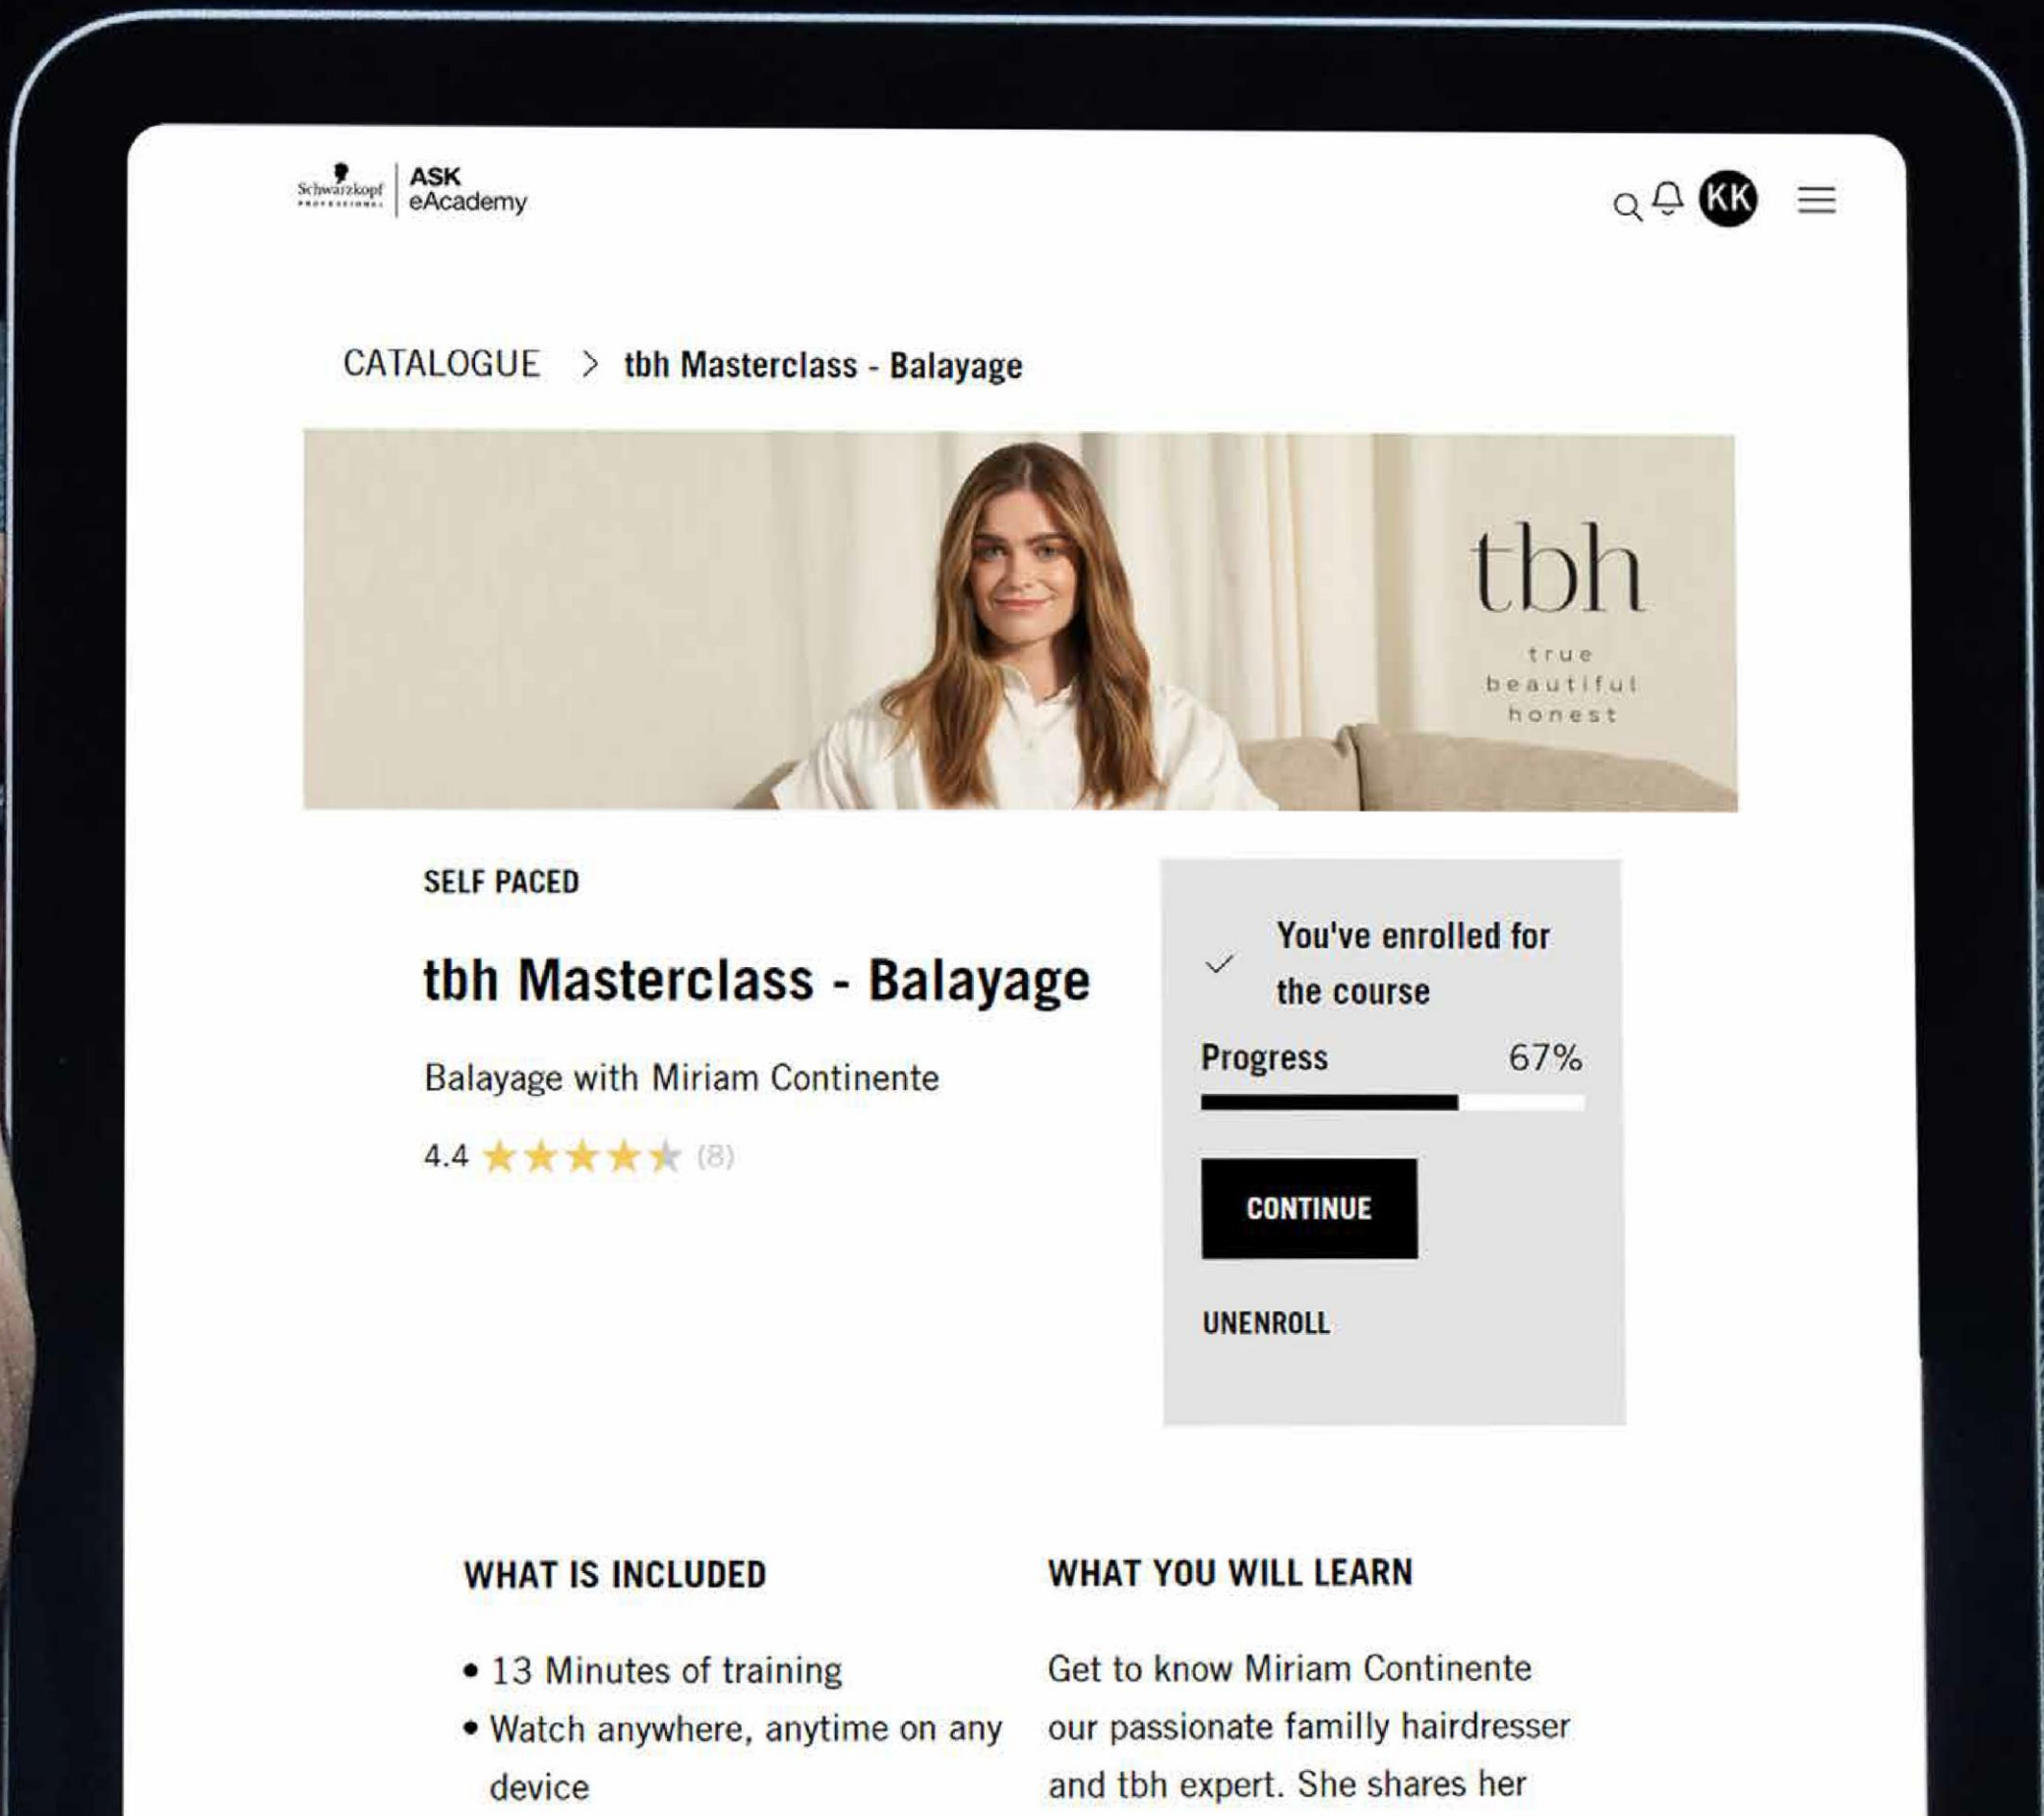 Schwarzkopf
PROFESSIONAL
ASK
eAcademy
KK
CATALOGUE > tbh Masterclass - Balayage
tbh
true
beautiful
honest
SELF PACED
tbh Masterclass - Balayage
Balayage with Miriam Continente
4.4 (8)
You've enrolled for
the course
Progress 67%
CONTINUE
UNENROLL
WHAT IS INCLUDED
• 13 Minutes of training
• Watch anywhere, anytime on any
device
WHAT YOU WILL LEARN
Get to know Miriam Continente
our passionate familly hairdresser
and tbh expert. She shares her